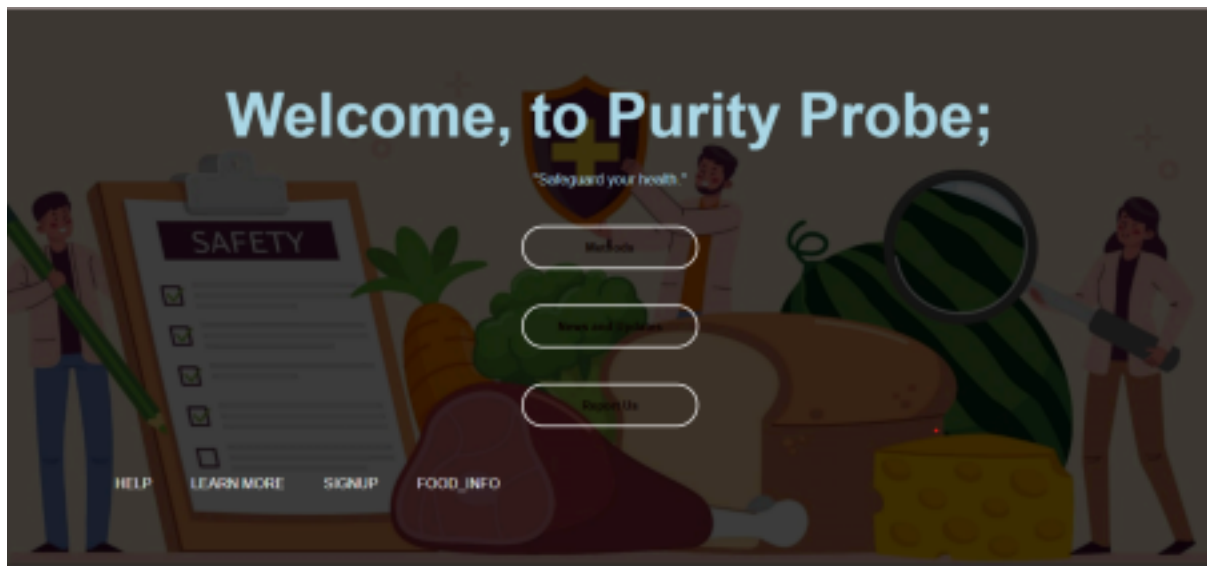 Welcome, to Purity Probe;
"Safeguard your health."
SAFETY
Methods
News and Updates
Report Us
HELP LEARN MORE SIGNUP FOOD_INFO